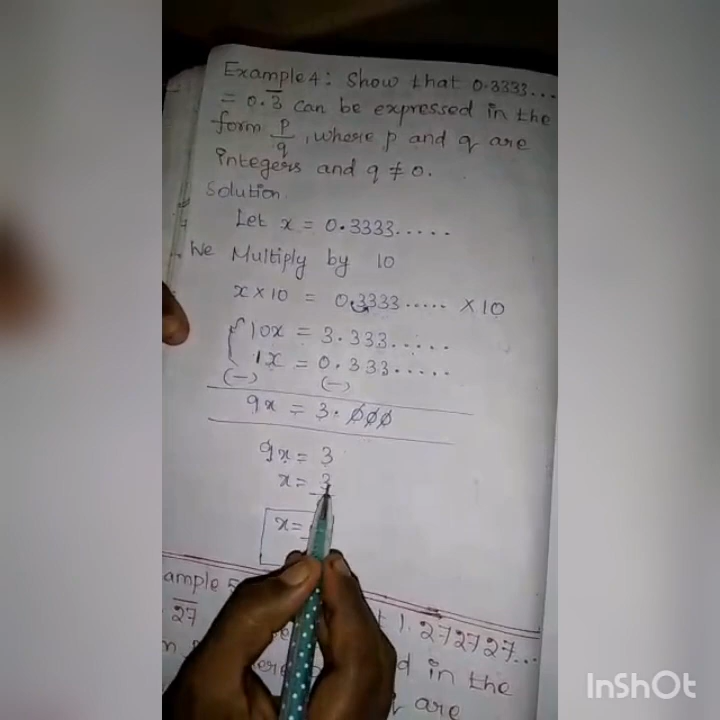 Example 4: Show that 0.3333...
= 0.3̅ can be expressed in the
form p/q, where p and q are
integers and q ≠ 0.
Solution
Let x = 0.3333.....
We Multiply by 10
x × 10 = 0.3333..... × 10
10x = 3.333.....
1x = 0.333.....
(−) (−)
9x = 3.000
9x = 3
x = 3
x =
ample 5
1.272727...
27
d in the
q are
InShOt